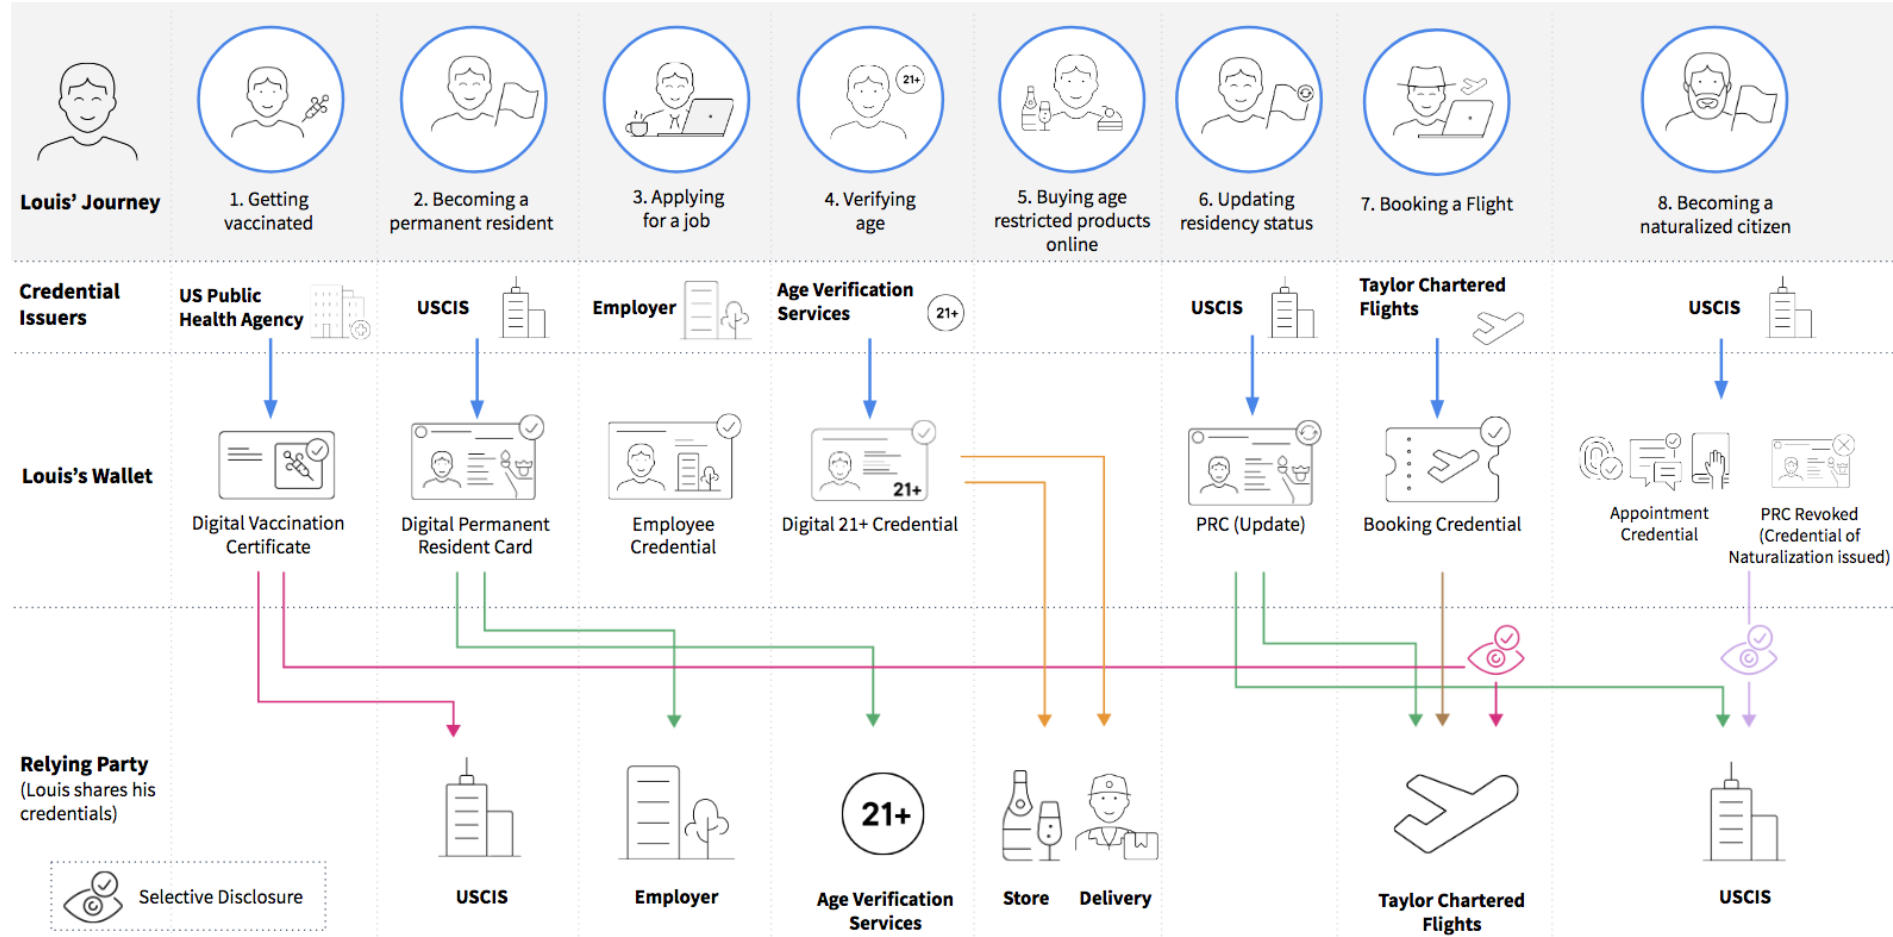 Louis' Journey
1. Getting
vaccinated
2. Becoming a
permanent resident
3. Applying
for a job
21+
4. Verifying
age
5. Buying age
restricted products
online
6. Updating
residency status
7. Booking a Flight
8. Becoming a
naturalized citizen
Credential
Issuers
US Public
Health Agency
USCIS
Employer
Age Verification
Services
21+
USCIS
Taylor Chartered
Flights
USCIS
Louis's Wallet
Digital Vaccination
Certificate
Digital Permanent
Resident Card
Employee
Credential
21+
Digital 21+ Credential
PRC (Update)
Booking Credential
Appointment
Credential
PRC Revoked
(Credential of
Naturalization issued)
Relying Party
(Louis shares his
credentials)
USCIS
Employer
21+
Age Verification
Services
Store
Delivery
Taylor Chartered
Flights
USCIS
Selective Disclosure